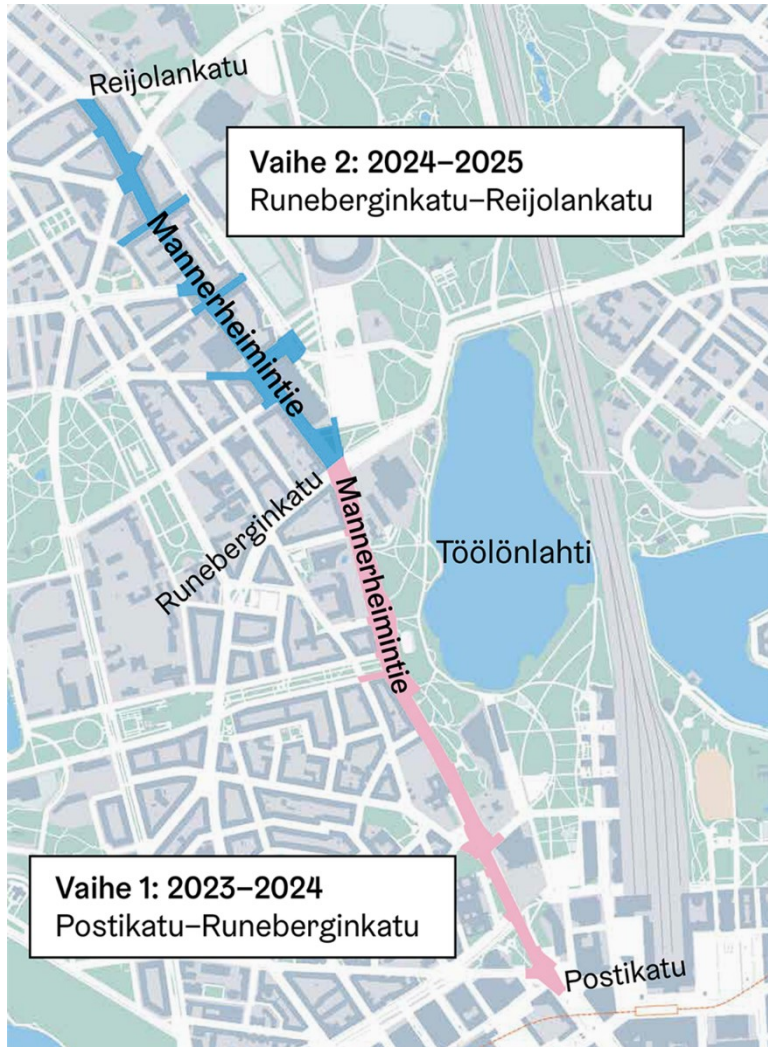 Reijolankatu
Vaihe 2: 2024–2025
Runeberginkatu–Reijolankatu
Mannerheimintie
Runeberginkatu
Mannerheimintie
Töölönlahti
Vaihe 1: 2023–2024
Postikatu–Runeberginkatu
Postikatu